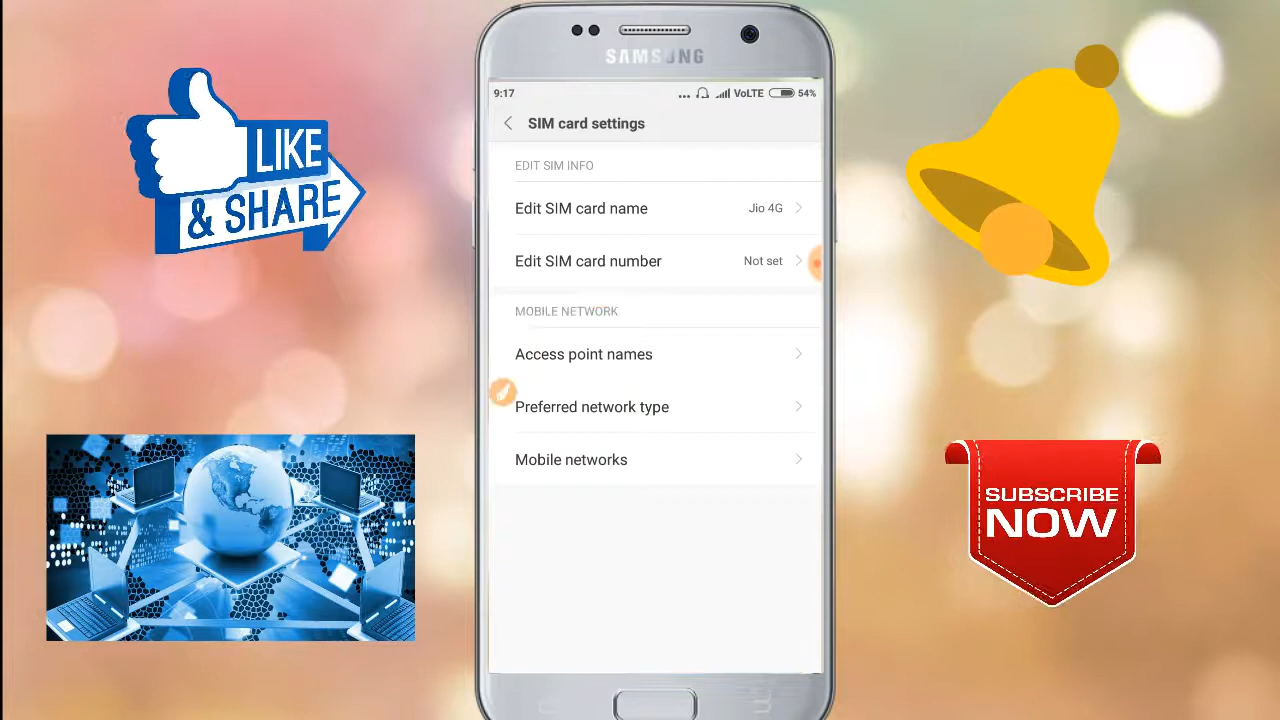 LIKE
& SHARE
SAMSUNG
9:17
... VoLTE 54%
SIM card settings
EDIT SIM INFO
Edit SIM card name Jio 4G
Edit SIM card number Not set
MOBILE NETWORK
Access point names
Preferred network type
Mobile networks
SUBSCRIBE
NOW